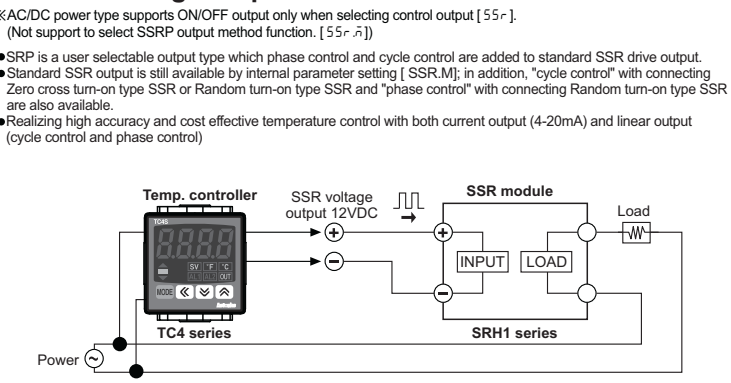 ※AC/DC power type supports ON/OFF output only when selecting control output [ SSr ].
(Not support to select SSRP output method function. [ SSr.M])
●SRP is a user selectable output type which phase control and cycle control are added to standard SSR drive output.
●Standard SSR output is still available by internal parameter setting [ SSR.M]; in addition, "cycle control" with connecting
Zero cross turn-on type SSR or Random turn-on type SSR and "phase control" with connecting Random turn-on type SSR
are also available.
●Realizing high accuracy and cost effective temperature control with both current output (4-20mA) and linear output
(cycle control and phase control)
Temp. controller
SSR voltage
output 12VDC
SSR module
Load
TC4S
8.8.8.8
SV °F °C
AL1 AL2 OUT
MODE
Autonics
INPUT
LOAD
TC4 series
SRH1 series
Power